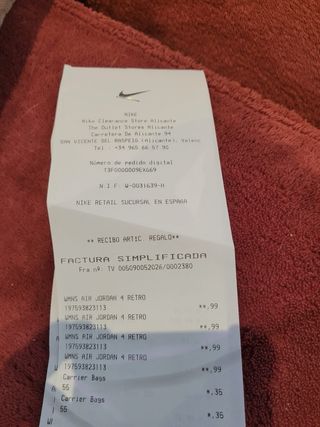 NIKE
Nike Clearance Store Alicante
The Outlet Stores Alicante
Carretera De Alicante 94
SAN VICENTE DEL RASPEIG (Alicante), Valenc
Tel : +34 965 66 57 90
Número de pedido digital
T3F0000009EXG69
N.I.F. W-0031639-H
NIKE RETAIL SUCURSAL EN ESPAÑA
** RECIBO ARTIC REGALO**
FACTURA SIMPLIFICADA
Fra.nº: TV 005090052026/0002380
WMNS AIR JORDAN 4 RETRO
197593823113 **,99
WMNS AIR JORDAN 4 RETRO
197593823113 **,99
WMNS AIR JORDAN 4 RETRO
197593823113 **,99
WMNS AIR JORDAN 4 RETRO
197593823113 **,99
Carrier Bags
55 *,35
Carrier Bags
55 *,35